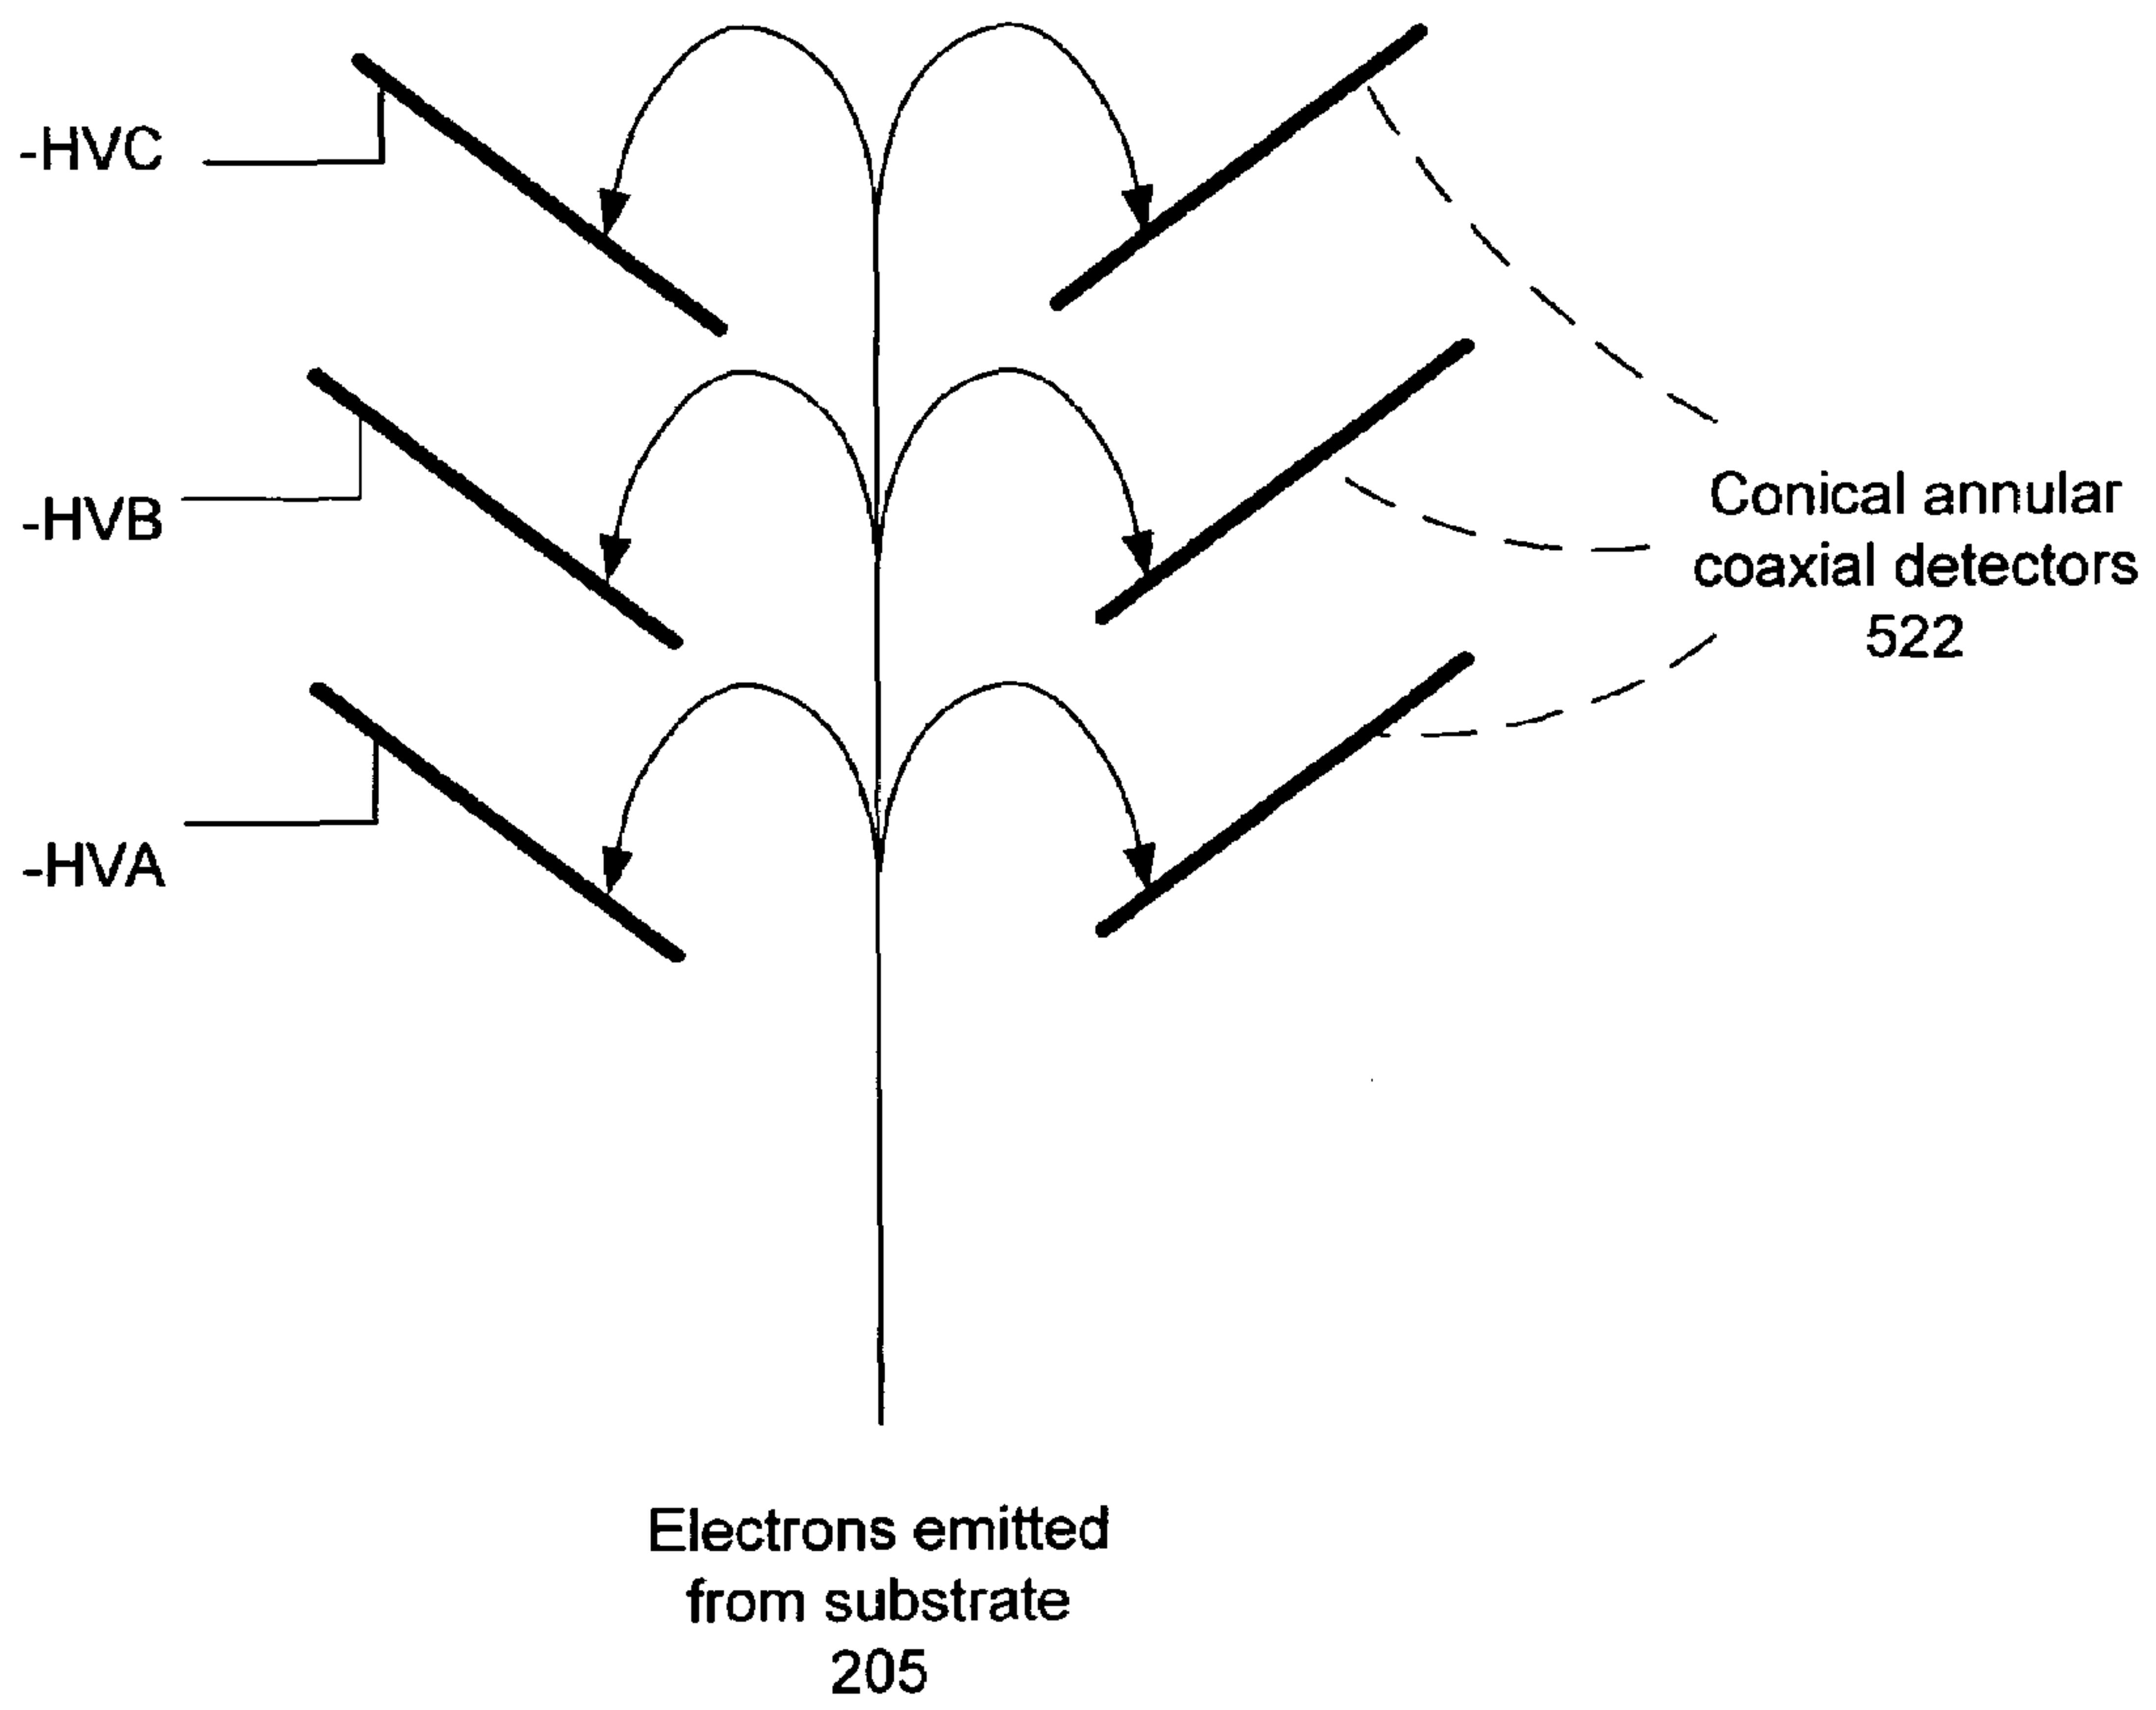 -HVC
-HVB
-HVA
Conical annular
coaxial detectors
522
Electrons emitted
from substrate
205